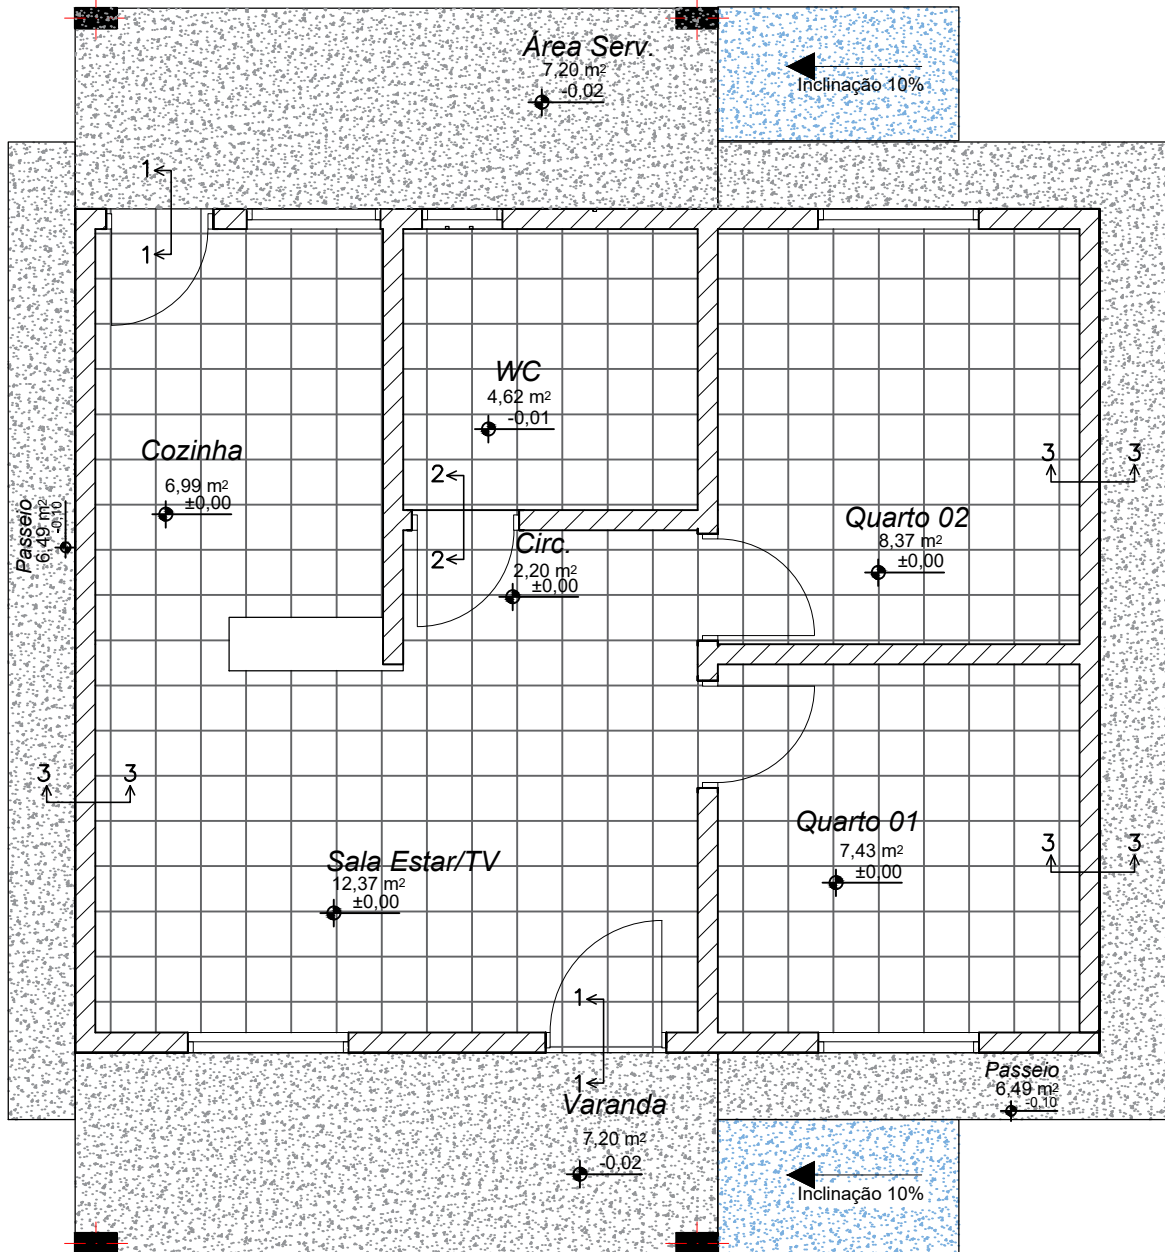 Área Serv.
7,20 m²
-0,02
Inclinação 10%
1
1
WC
4,62 m²
-0,01
Cozinha
6,99 m²
±0,00
2
2
3 3
Passeio
6,49 m²
-0,10
Quarto 02
8,37 m²
±0,00
Circ.
2,20 m²
±0,00
3 3
Quarto 01
7,43 m²
±0,00
3 3
Sala Estar/TV
12,37 m²
±0,00
1
1
Passeio
6,49 m²
-0,10
Varanda
7,20 m²
-0,02
Inclinação 10%